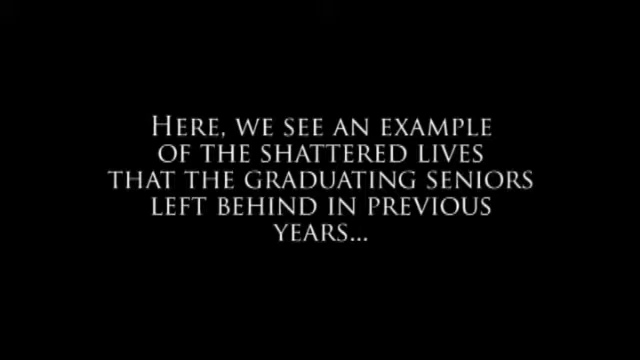 Here, we see an example
of the shattered lives
that the graduating seniors
left behind in previous
years...